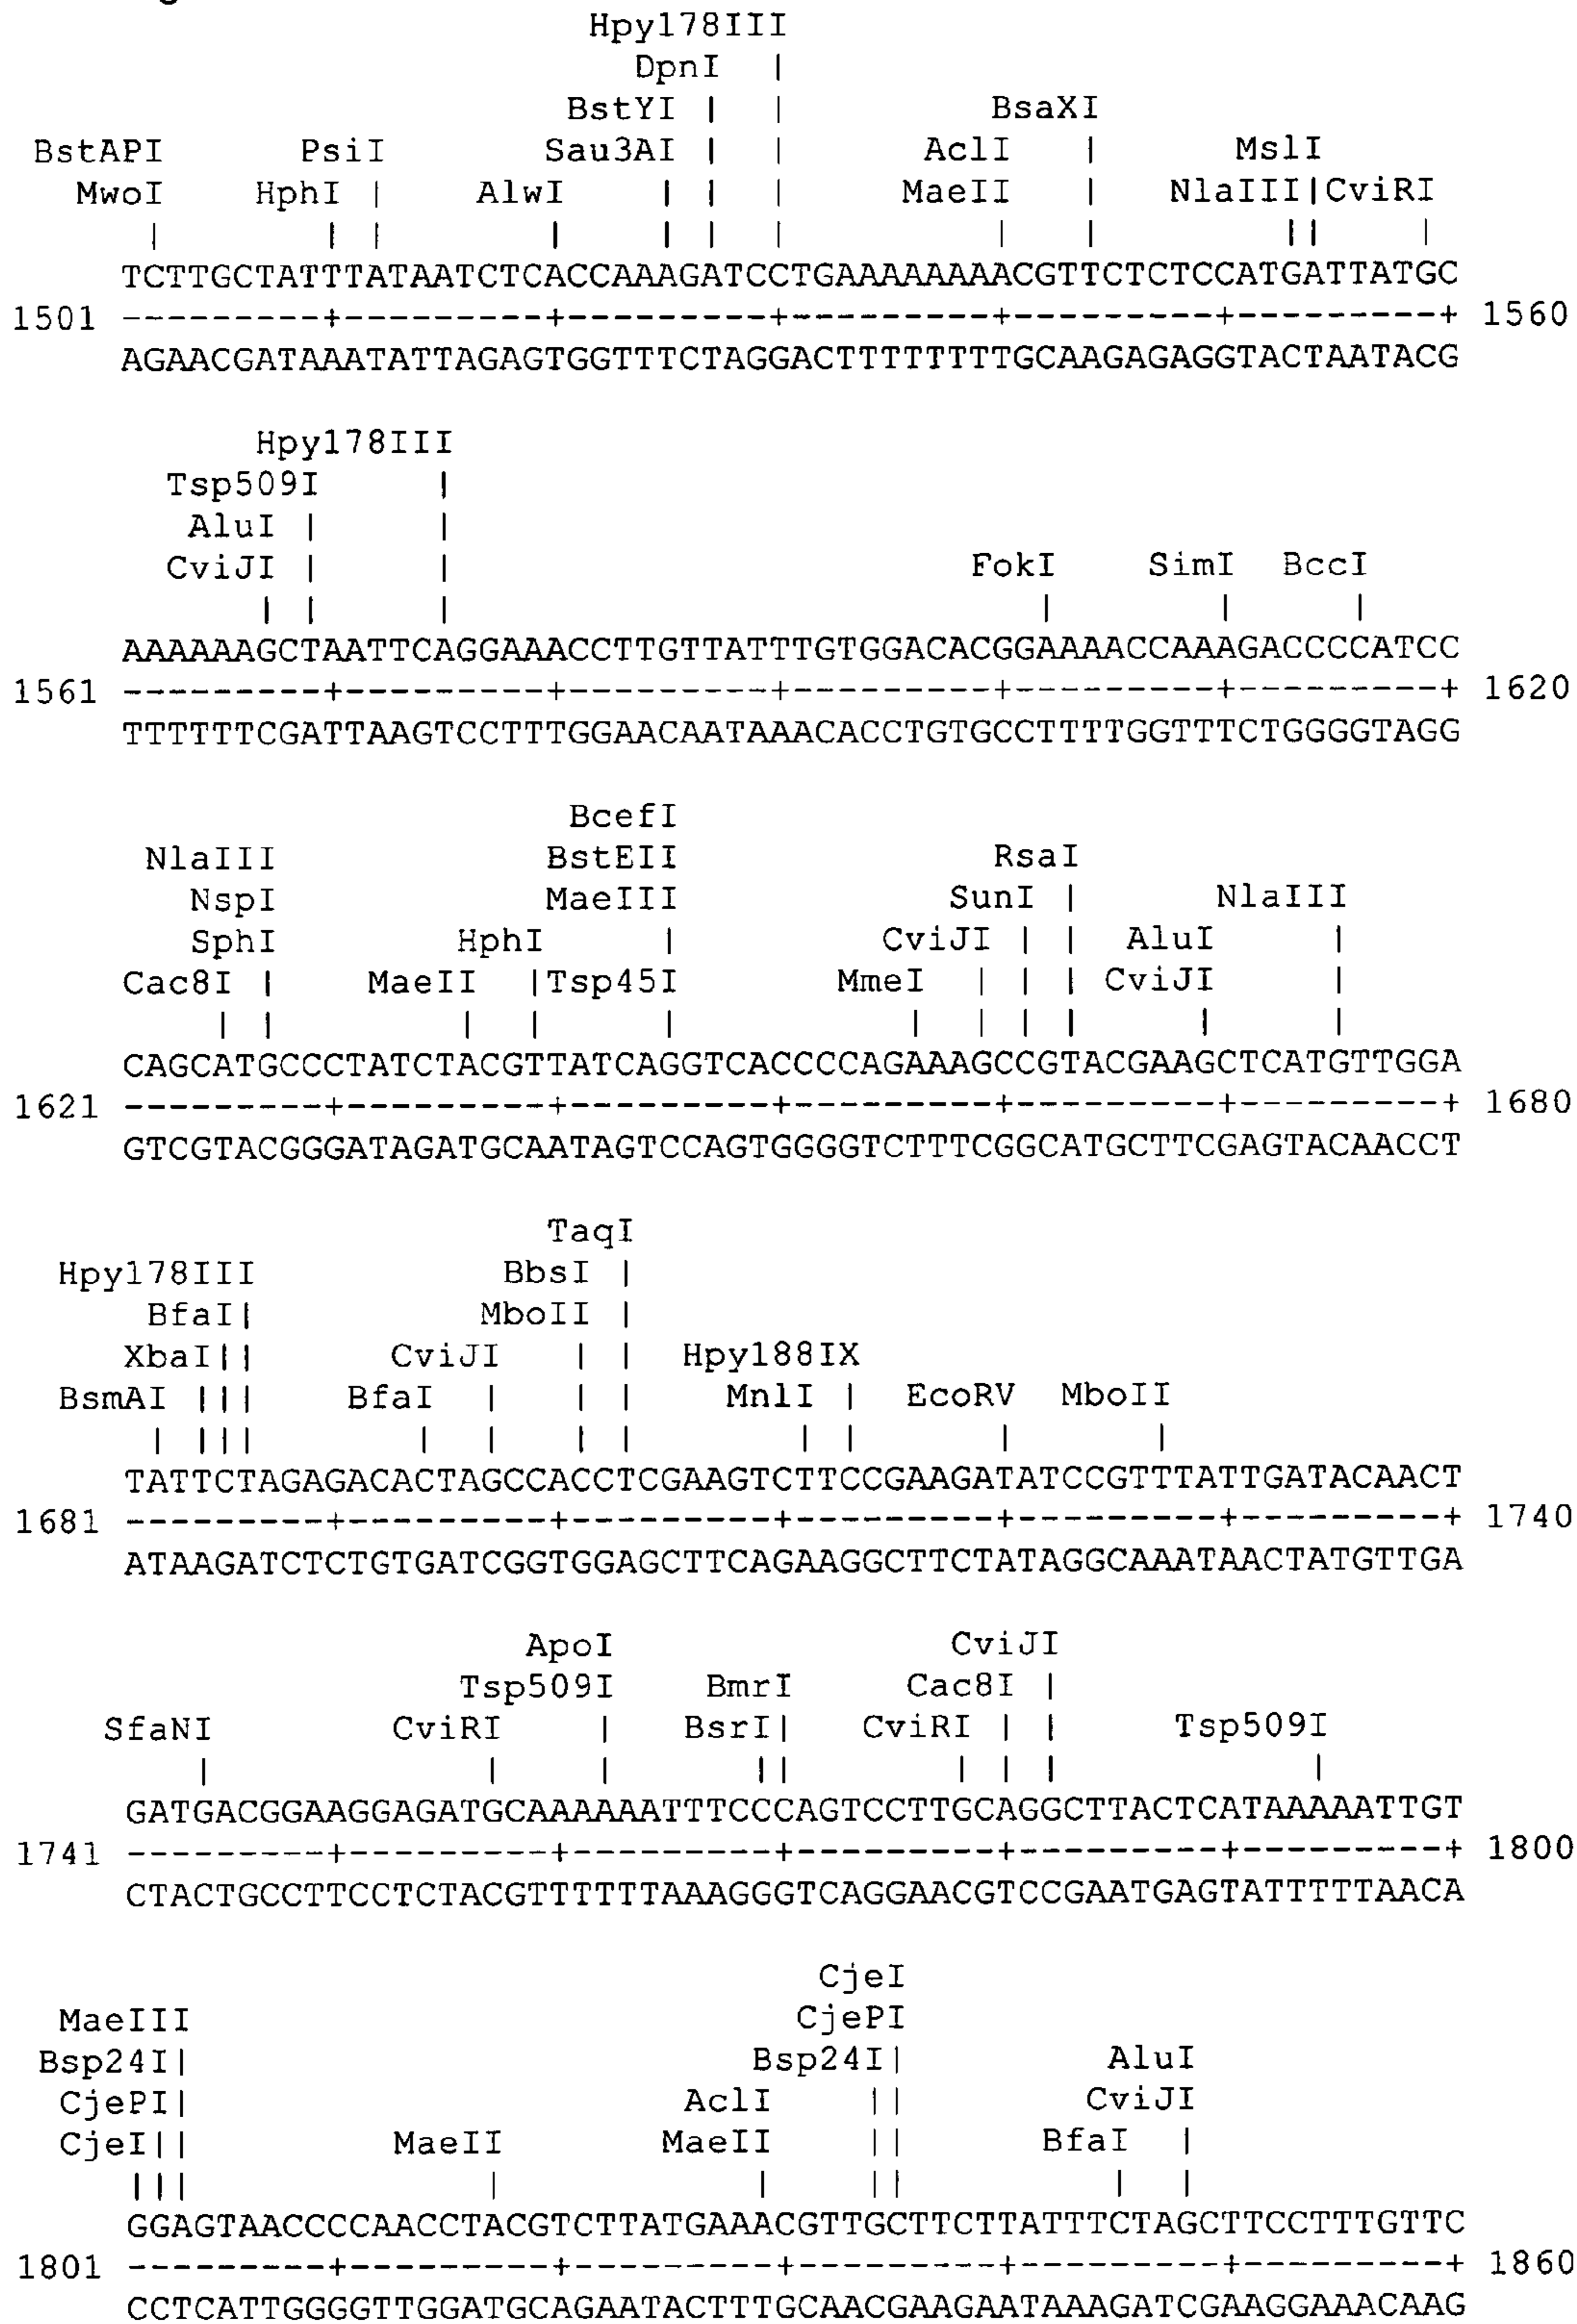 Hpy178III
DpnI |
BstYI | | BsaXI
BstAPI PsiI Sau3AI | | AclI | MslI
MwoI HphI | AlwI | | | MaeII | NlaIII|CviRI
| | | | | | | | | || |
TCTTGCTATTTATAATCTCACCAAAGATCCTGAAAAAAAACGTTCTCTCCATGATTATGC
1501 ---------+---------+---------+---------+---------+---------+ 1560
AGAACGATAAATATTAGAGTGGTTTCTAGGACTTTTTTTTGCAAGAGAGGTACTAATACG
Hpy178III
Tsp509I |
AluI | |
CviJI | | FokI SimI BccI
| | | | | |
AAAAAAGCTAATTCAGGAAACCTTGTTATTTGTGGACACGGAAAACCAAAGACCCCATCC
1561 ---------+---------+---------+---------+---------+---------+ 1620
TTTTTTCGATTAAGTCCTTTGGAACAATAAACACCTGTGCCTTTTGGTTTCTGGGGTAGG
BcefI
NlaIII BstEII RsaI
NspI MaeIII SunI | NlaIII
SphI HphI | CviJI | | AluI |
Cac8I | MaeII |Tsp45I MmeI | | | CviJI |
| | | | | | | | | | |
CAGCATGCCCTATCTACGTTATCAGGTCACCCCAGAAAGCCGTACGAAGCTCATGTTGGA
1621 ---------+---------+---------+---------+---------+---------+ 1680
GTCGTACGGGATAGATGCAATAGTCCAGTGGGGTCTTTCGGCATGCTTCGAGTACAACCT
TaqI
Hpy178III BbsI |
BfaI| MboII |
XbaI|| CviJI | | Hpy188IX
BsmAI ||| BfaI | | | MnlI | EcoRV MboII
| ||| | | | | | | | |
TATTCTAGAGACACTAGCCACCTCGAAGTCTTCCGAAGATATCCGTTTATTGATACAACT
1681 ---------+---------+---------+---------+---------+---------+ 1740
ATAAGATCTCTGTGATCGGTGGAGCTTCAGAAGGCTTCTATAGGCAAATAACTATGTTGA
ApoI CviJI
Tsp509I BmrI Cac8I |
SfaNI CviRI | BsrI| CviRI | | Tsp509I
| | | || | | | |
GATGACGGAAGGAGATGCAAAAAATTTCCCAGTCCTTGCAGGCTTACTCATAAAAATTGT
1741 ---------+---------+---------+---------+---------+---------+ 1800
CTACTGCCTTCCTCTACGTTTTTTAAAGGGTCAGGAACGTCCGAATGAGTATTTTTAACA
CjeI
MaeIII CjePI
Bsp24I| Bsp24I| AluI
CjePI| AclI || CviJI
CjeI|| MaeII MaeII || BfaI |
||| | | || | |
GGAGTAACCCCAACCTACGTCTTATGAAACGTTGCTTCTTATTTCTAGCTTCCTTTGTTC
1801 ---------+---------+---------+---------+---------+---------+ 1860
CCTCATTGGGGTTGGATGCAGAATACTTTGCAACGAAGAATAAAGATCGAAGGAAACAAG